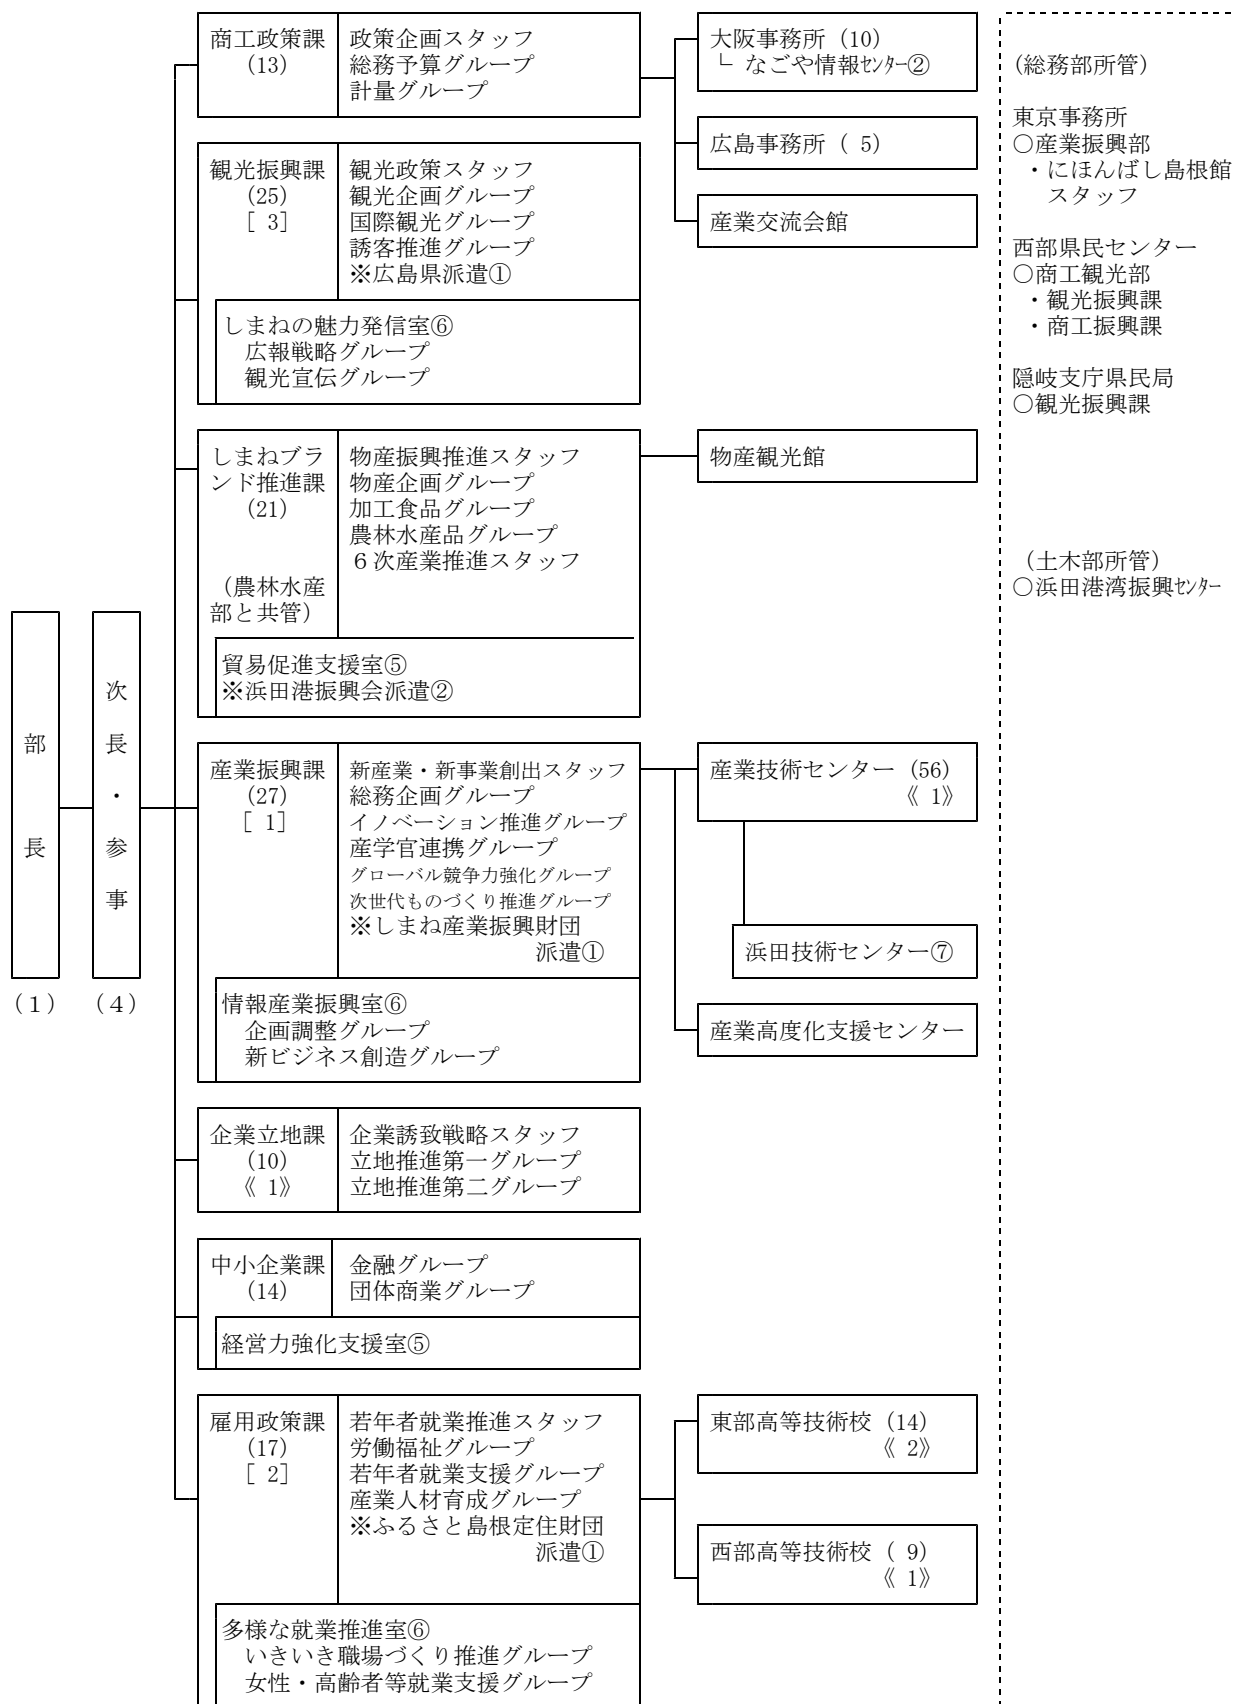 部
長
（１）
次
長
・
参
事
（４）
商工政策課
(13)
政策企画スタッフ
総務予算グループ
計量グループ
大阪事務所 (10)
└ なごや情報ｾﾝﾀｰ②
広島事務所 ( 5)
産業交流会館
観光振興課
(25)
[ 3]
観光政策スタッフ
観光企画グループ
国際観光グループ
誘客推進グループ
※広島県派遣①
しまねの魅力発信室⑥
広報戦略グループ
観光宣伝グループ
しまねブラ
ンド推進課
(21)
（農林水産
部と共管）
物産振興推進スタッフ
物産企画グループ
加工食品グループ
農林水産品グループ
６次産業推進スタッフ
貿易促進支援室⑤
※浜田港振興会派遣②
物産観光館
産業振興課
(27)
[ 1]
新産業・新事業創出スタッフ
総務企画グループ
イノベーション推進グループ
産学官連携グループ
グローバル競争力強化グループ
次世代ものづくり推進グループ
※しまね産業振興財団
派遣①
情報産業振興室⑥
企画調整グループ
新ビジネス創造グループ
産業技術センター (56)
《 1》
浜田技術センター⑦
産業高度化支援センター
企業立地課
(10)
《 1》
企業誘致戦略スタッフ
立地推進第一グループ
立地推進第二グループ
中小企業課
(14)
金融グループ
団体商業グループ
経営力強化支援室⑤
雇用政策課
(17)
[ 2]
若年者就業推進スタッフ
労働福祉グループ
若年者就業支援グループ
産業人材育成グループ
※ふるさと島根定住財団
派遣①
多様な就業推進室⑥
いきいき職場づくり推進グループ
女性・高齢者等就業支援グループ
東部高等技術校 (14)
《 2》
西部高等技術校 ( 9)
《 1》
(総務部所管)
東京事務所
○産業振興部
・にほんばし島根館
スタッフ
西部県民センター
○商工観光部
・観光振興課
・商工振興課
隠岐支庁県民局
○観光振興課
（土木部所管）
○浜田港湾振興ｾﾝﾀｰ